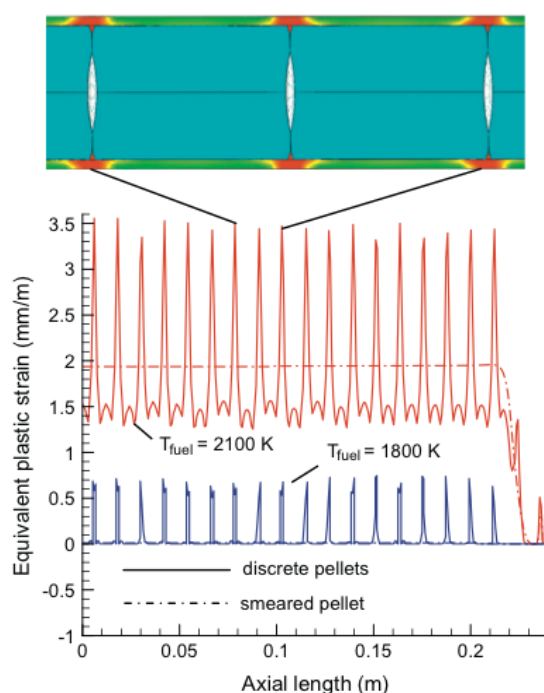 3.5
3
2.5
2
1.5
1
0.5
0
-0.5
-1
Equivalent plastic strain (mm/m)
T_fuel = 2100 K
T_fuel = 1800 K
discrete pellets
smeared pellet
0 0.05 0.1 0.15 0.2
Axial length (m)